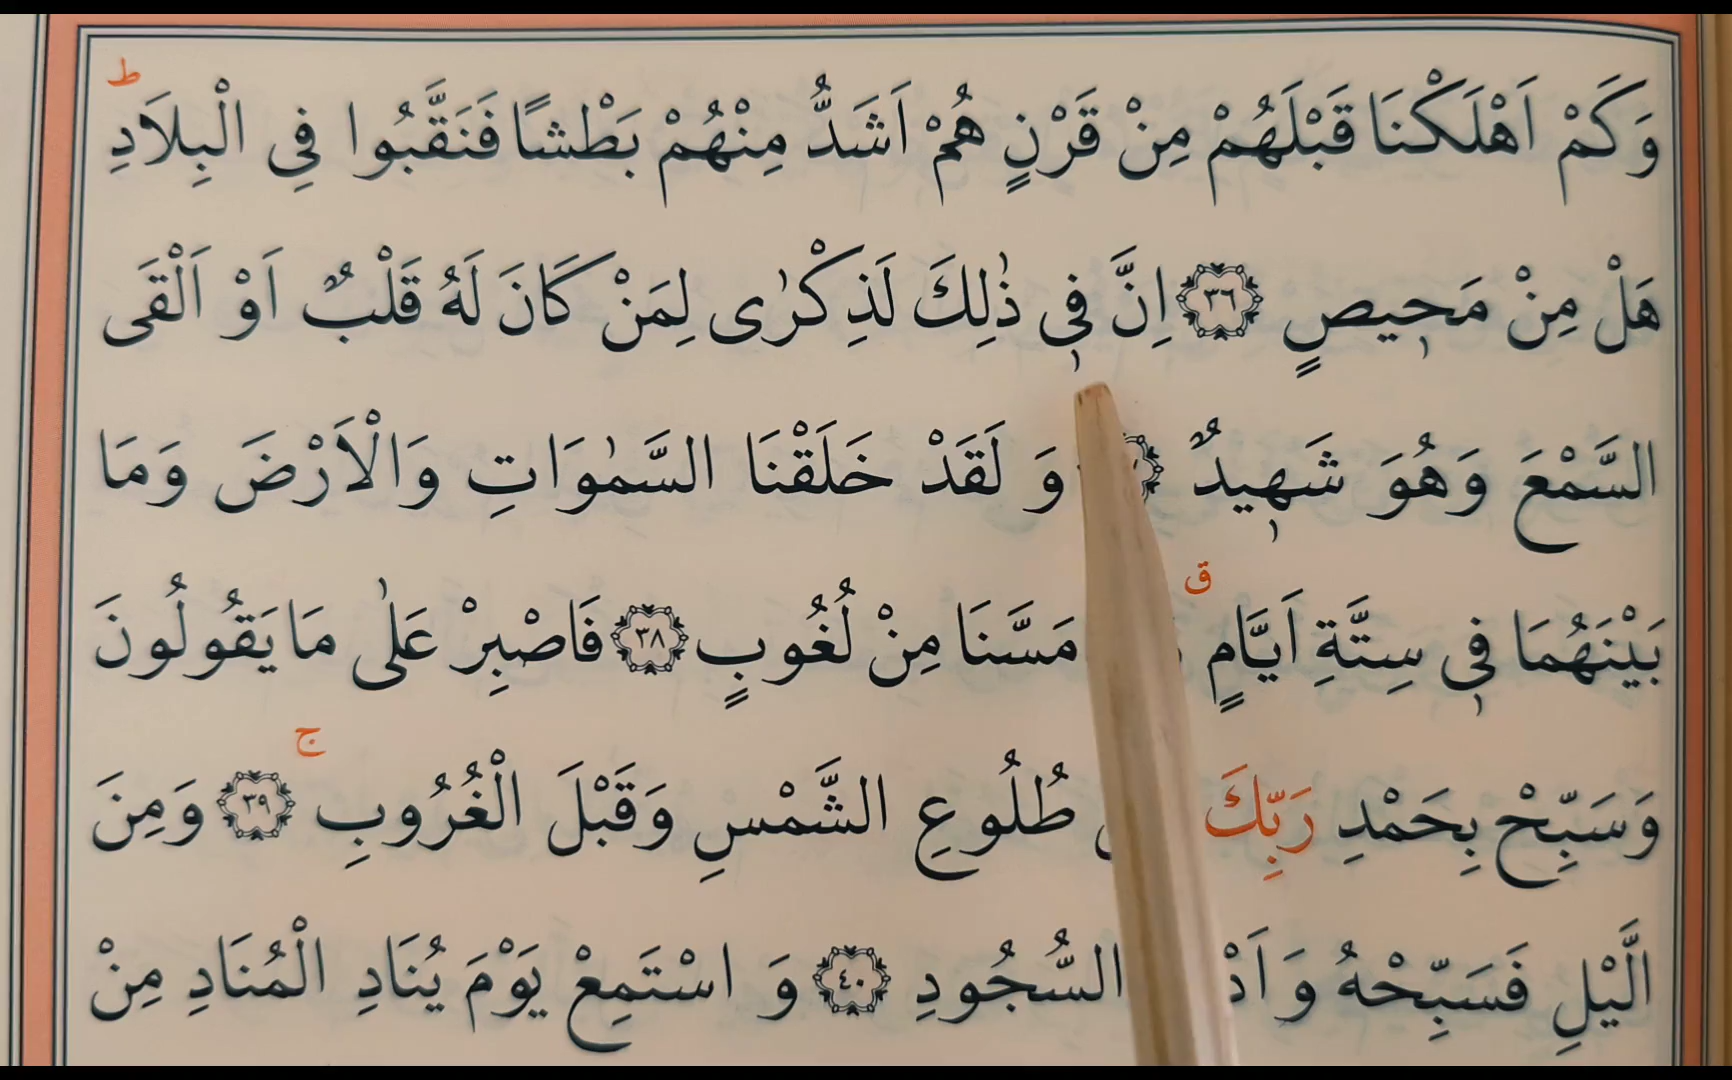 ط
وَكَمْ اَهْلَكْنَا قَبْلَهُمْ مِنْ قَرْنٍ هُمْ اَشَدُّ مِنْهُمْ بَطْشًا فَنَقَّبُوا فِي الْبِلَادِ
هَلْ مِنْ مَحٖيصٍ ٣٦ اِنَّ فٖى ذٰلِكَ لَذِكْرٰى لِمَنْ كَانَ لَهُ قَلْبٌ اَوْ اَلْقَى
السَّمْعَ وَهُوَ شَهٖيدٌ وَ لَقَدْ خَلَقْنَا السَّمٰوَاتِ وَالْاَرْضَ وَمَا
ق
بَيْنَهُمَا فٖى سِتَّةِ اَيَّامٍ مَسَّنَا مِنْ لُغُوبٍ ٣٨ فَاصْبِرْ عَلٰى مَا يَقُولُونَ
ج
وَسَبِّحْ بِحَمْدِ رَبِّكَ طُلُوعِ الشَّمْسِ وَقَبْلَ الْغُرُوبِ ٣٩ وَمِنَ
الَّيْلِ فَسَبِّحْهُ وَ السُّجُودِ ٤٠ وَ اسْتَمِعْ يَوْمَ يُنَادِ الْمُنَادِ مِنْ